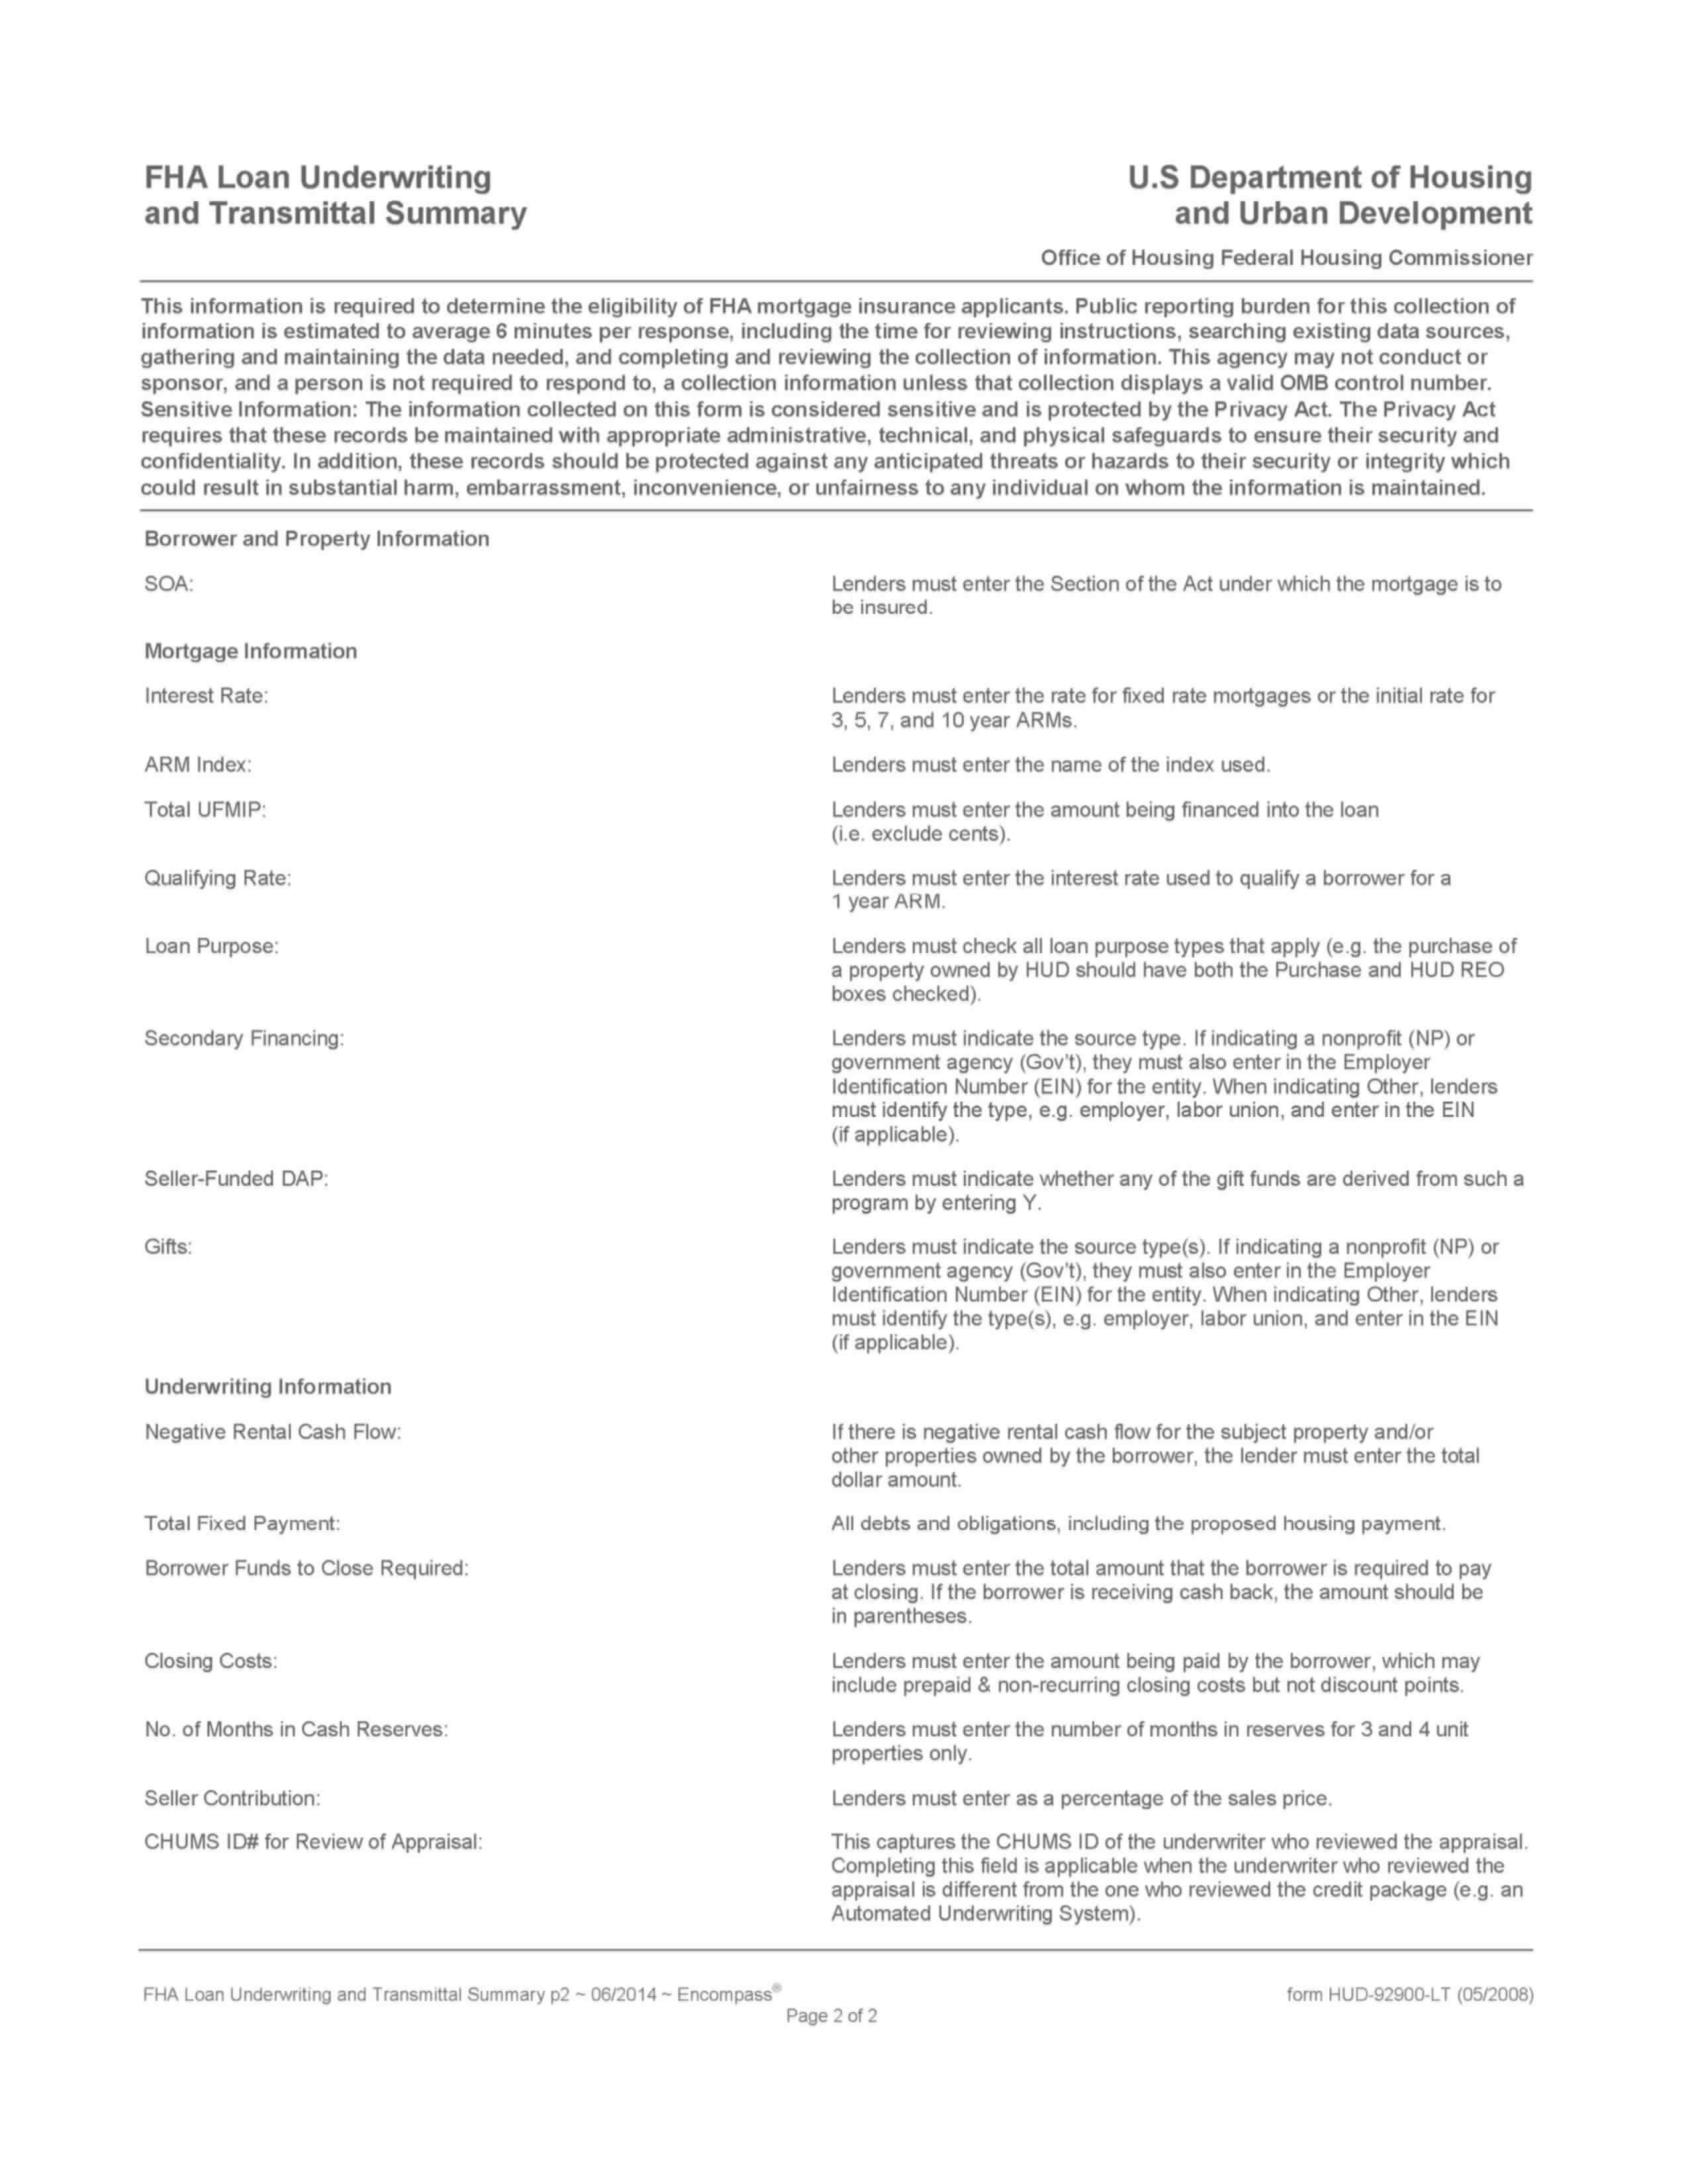 FHA Loan Underwriting
and Transmittal Summary
U.S Department of Housing
and Urban Development
Office of Housing Federal Housing Commissioner
This information is required to determine the eligibility of FHA mortgage insurance applicants. Public reporting burden for this collection of
information is estimated to average 6 minutes per response, including the time for reviewing instructions, searching existing data sources,
gathering and maintaining the data needed, and completing and reviewing the collection of information. This agency may not conduct or
sponsor, and a person is not required to respond to, a collection information unless that collection displays a valid OMB control number.
Sensitive Information: The information collected on this form is considered sensitive and is protected by the Privacy Act. The Privacy Act
requires that these records be maintained with appropriate administrative, technical, and physical safeguards to ensure their security and
confidentiality. In addition, these records should be protected against any anticipated threats or hazards to their security or integrity which
could result in substantial harm, embarrassment, inconvenience, or unfairness to any individual on whom the information is maintained.
Borrower and Property Information
SOA:
Lenders must enter the Section of the Act under which the mortgage is to
be insured.
Mortgage Information
Interest Rate:
Lenders must enter the rate for fixed rate mortgages or the initial rate for
3, 5, 7, and 10 year ARMs.
ARM Index:
Lenders must enter the name of the index used.
Total UFMIP:
Lenders must enter the amount being financed into the loan
(i.e. exclude cents).
Qualifying Rate:
Lenders must enter the interest rate used to qualify a borrower for a
1 year ARM.
Loan Purpose:
Lenders must check all loan purpose types that apply (e.g. the purchase of
a property owned by HUD should have both the Purchase and HUD REO
boxes checked).
Secondary Financing:
Lenders must indicate the source type. If indicating a nonprofit (NP) or
government agency (Gov't), they must also enter in the Employer
Identification Number (EIN) for the entity. When indicating Other, lenders
must identify the type, e.g. employer, labor union, and enter in the EIN
(if applicable).
Seller-Funded DAP:
Lenders must indicate whether any of the gift funds are derived from such a
program by entering Y.
Gifts:
Lenders must indicate the source type(s). If indicating a nonprofit (NP) or
government agency (Gov't), they must also enter in the Employer
Identification Number (EIN) for the entity. When indicating Other, lenders
must identify the type(s), e.g. employer, labor union, and enter in the EIN
(if applicable).
Underwriting Information
Negative Rental Cash Flow:
If there is negative rental cash flow for the subject property and/or
other properties owned by the borrower, the lender must enter the total
dollar amount.
Total Fixed Payment:
All debts and obligations, including the proposed housing payment.
Borrower Funds to Close Required:
Lenders must enter the total amount that the borrower is required to pay
at closing. If the borrower is receiving cash back, the amount should be
in parentheses.
Closing Costs:
Lenders must enter the amount being paid by the borrower, which may
include prepaid & non-recurring closing costs but not discount points.
No. of Months in Cash Reserves:
Lenders must enter the number of months in reserves for 3 and 4 unit
properties only.
Seller Contribution:
Lenders must enter as a percentage of the sales price.
CHUMS ID# for Review of Appraisal:
This captures the CHUMS ID of the underwriter who reviewed the appraisal.
Completing this field is applicable when the underwriter who reviewed the
appraisal is different from the one who reviewed the credit package (e.g. an
Automated Underwriting System).
FHA Loan Underwriting and Transmittal Summary p2 ~ 06/2014 ~ Encompass®
form HUD-92900-LT (05/2008)
Page 2 of 2